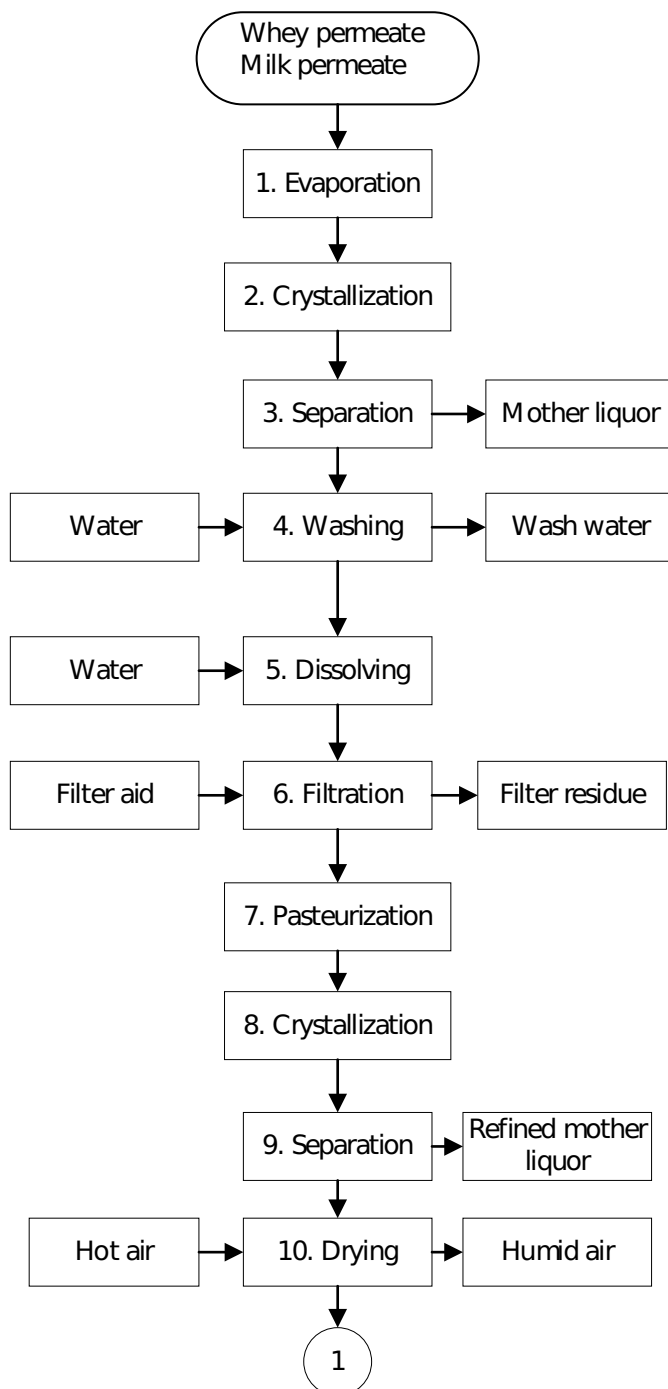 Whey permeate
Milk permeate
1. Evaporation
2. Crystallization
3. Separation
Mother liquor
Water
4. Washing
Wash water
Water
5. Dissolving
Filter aid
6. Filtration
Filter residue
7. Pasteurization
8. Crystallization
9. Separation
Refined mother
liquor
Hot air
10. Drying
Humid air
1